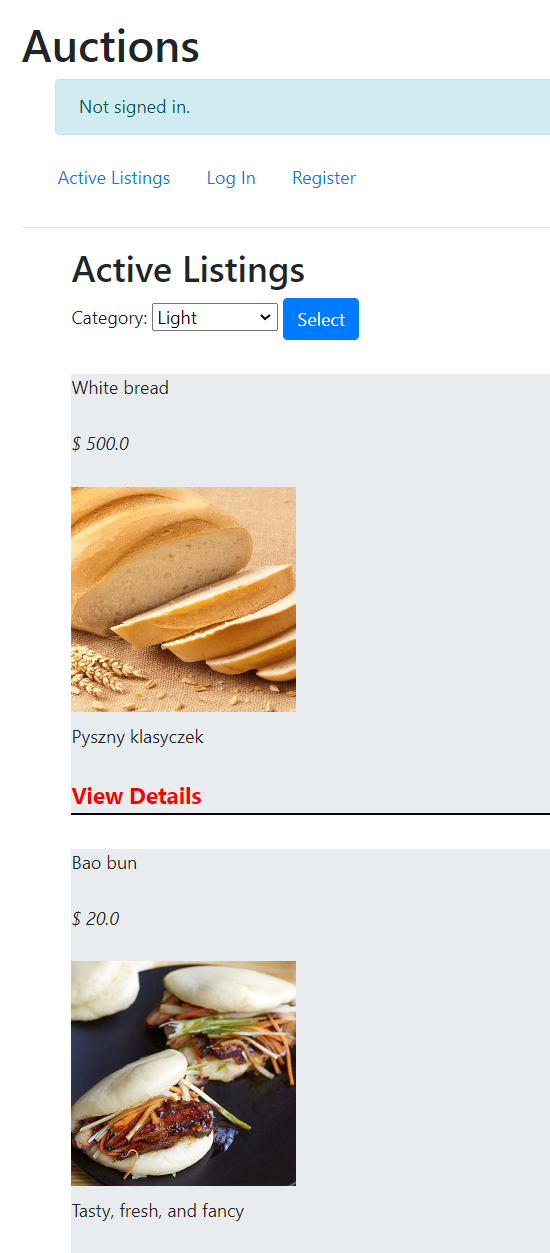 Auctions
Not signed in.
Active Listings Log In Register
Active Listings
Category: Light Select
White bread
$ 500.0
Pyszny klasyczek
View Details
Bao bun
$ 20.0
Tasty, fresh, and fancy